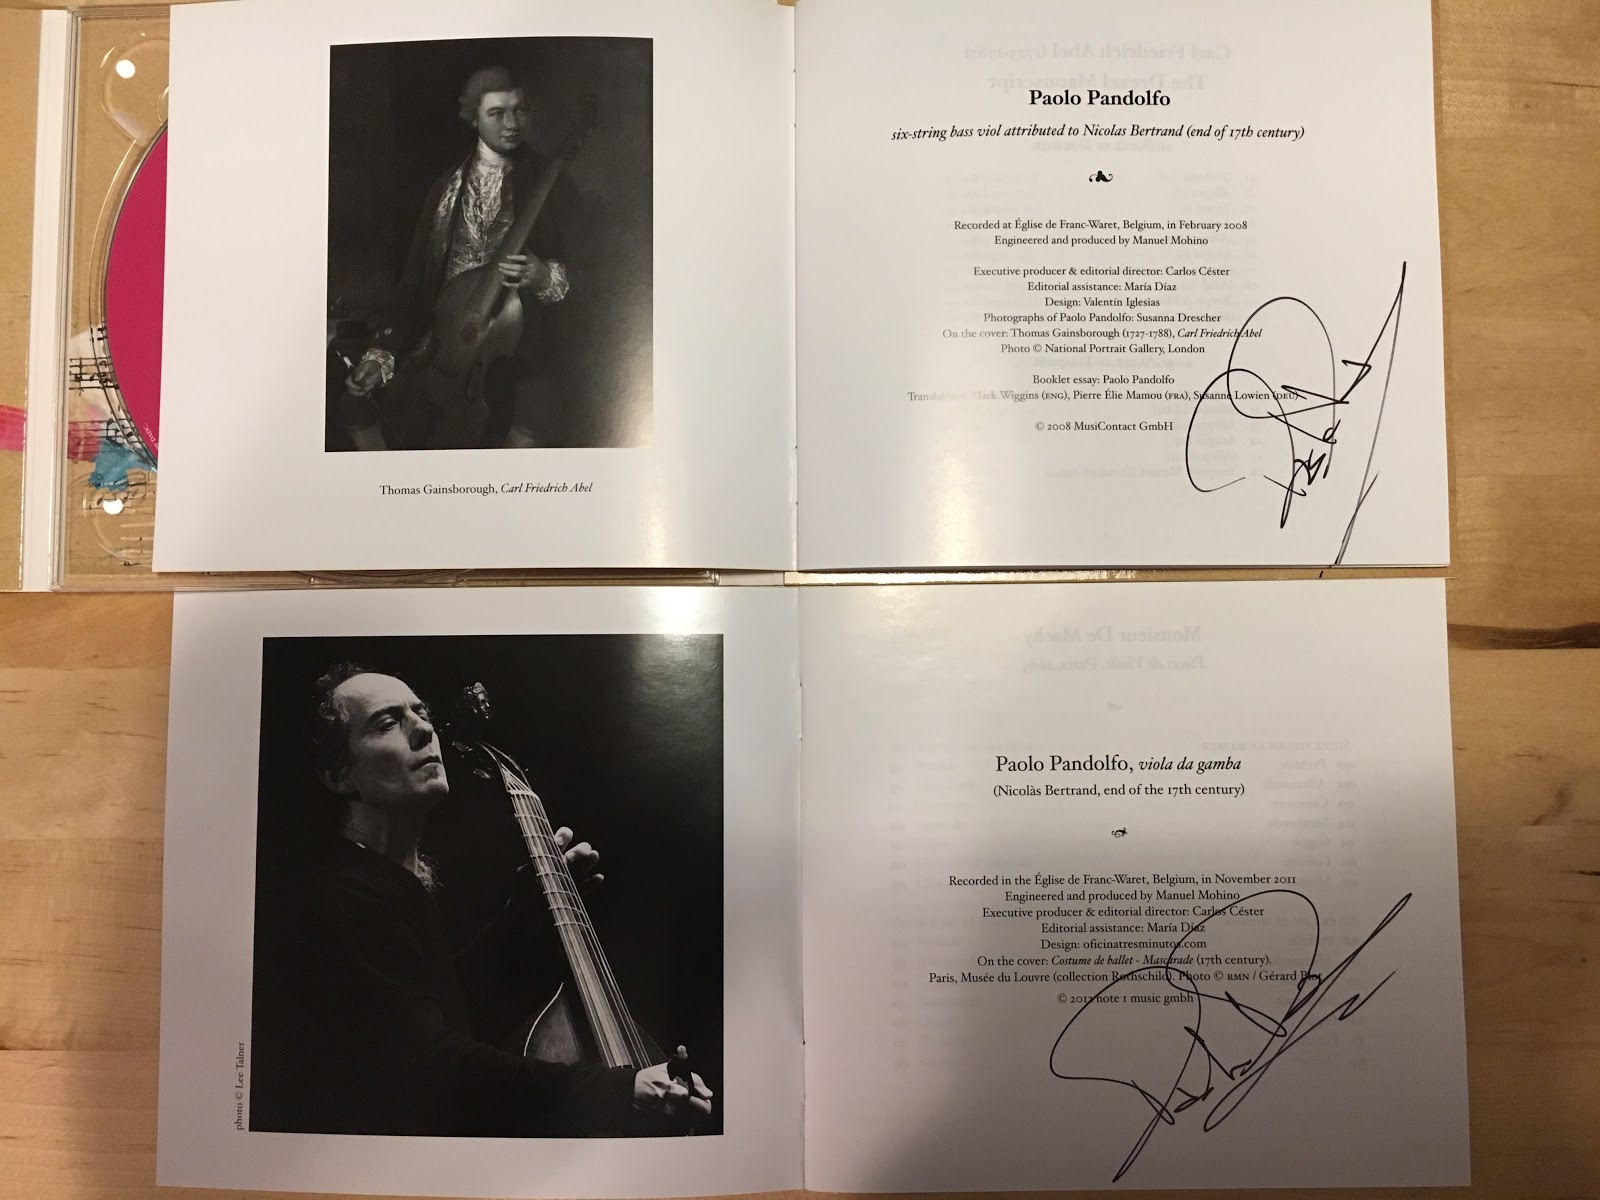 Thomas Gainsborough, Carl Friedrich Abel
Paolo Pandolfo
six-string bass viol attributed to Nicolas Bertrand (end of 17th century)
Recorded at Église de Franc-Waret, Belgium, in February 2008
Engineered and produced by Manuel Mohino
Executive producer & editorial director: Carlos Céster
Editorial assistance: María Díaz
Design: Valentín Iglesias
Photographs of Paolo Pandolfo: Susanna Drescher
On the cover: Thomas Gainsborough (1727-1788), Carl Friedrich Abel
Photo © National Portrait Gallery, London
Booklet essay: Paolo Pandolfo
Translations: Mark Wiggins (ENG), Pierre Élie Mamou (FRA), Susanne Lowien (DEU)
© 2008 MusiContact GmbH
photo © Lee Talner
Paolo Pandolfo, viola da gamba
(Nicolàs Bertrand, end of the 17th century)
Recorded in the Église de Franc-Waret, Belgium, in November 2011
Engineered and produced by Manuel Mohino
Executive producer & editorial director: Carlos Céster
Editorial assistance: María Díaz
Design: oficinatresminutos.com
On the cover: Costume de ballet - Mascarade (17th century).
Paris, Musée du Louvre (collection Rothschild). Photo © RMN / Gérard Blot
© 2012 note 1 music gmbh